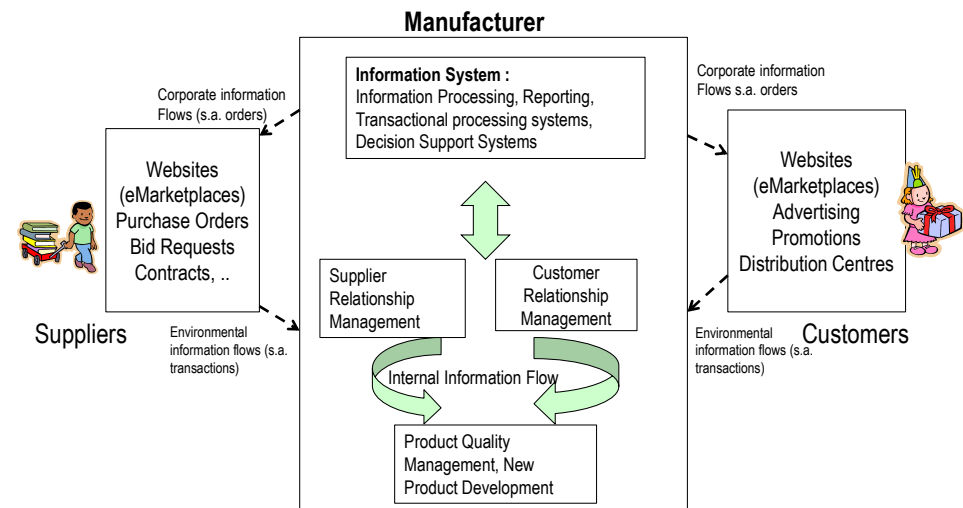 Manufacturer
Information System :
Information Processing, Reporting,
Transactional processing systems,
Decision Support Systems
Corporate information
Flows (s.a. orders)
Corporate information
Flows s.a. orders
Websites
(eMarketplaces)
Purchase Orders
Bid Requests
Contracts, ..
Websites
(eMarketplaces)
Advertising
Promotions
Distribution Centres
Supplier
Relationship
Management
Customer
Relationship
Management
Suppliers
Environmental
information flows (s.a.
transactions)
Environmental
information flows (s.a.
transactions)
Customers
Internal Information Flow
Product Quality
Management, New
Product Development